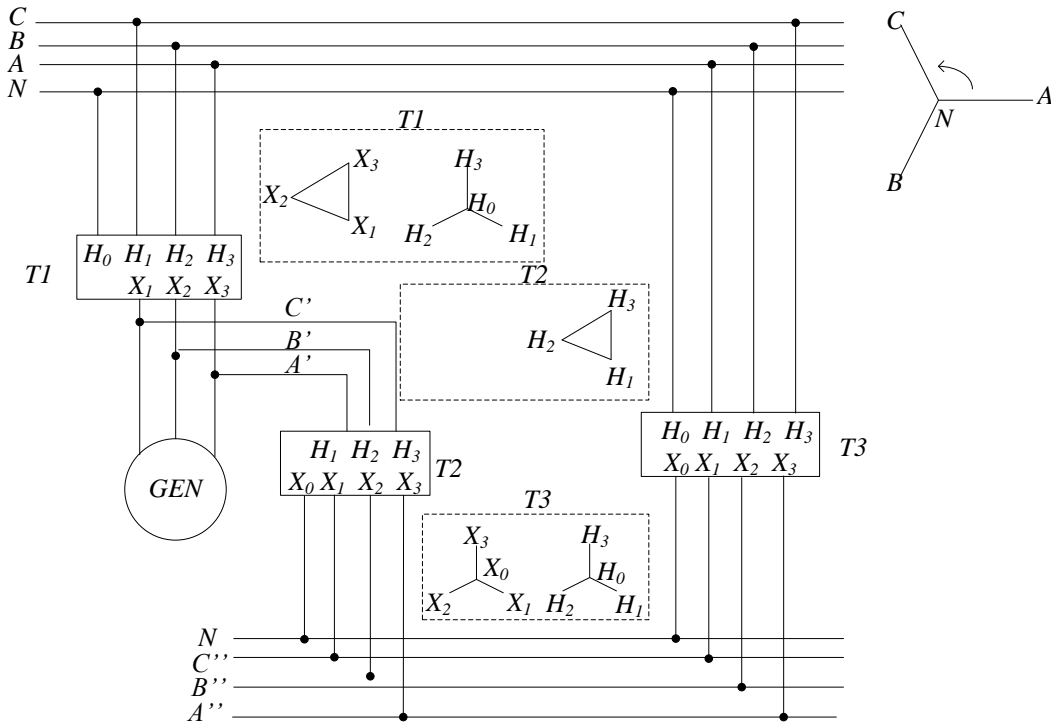 C
B
A
N
C
A
N
B
T1
X₃
X₂
X₁
H₃
H₀
H₂
H₁
T1
H₀ H₁ H₂ H₃
X₁ X₂ X₃
T2
H₃
H₂
H₁
C’
B’
A’
GEN
H₁ H₂ H₃
X₀ X₁ X₂ X₃
T2
H₀ H₁ H₂ H₃
X₀ X₁ X₂ X₃
T3
T3
X₃
X₀
X₂
X₁
H₃
H₀
H₂
H₁
N
C’’
B’’
A’’